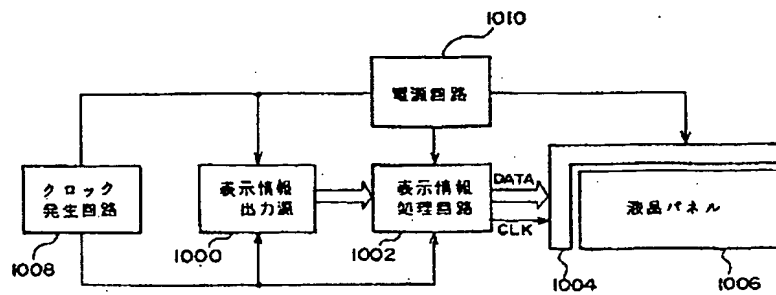 1010
電源回路
クロック
発生回路
表示情報
出力源
表示情報
処理回路
DATA
CLK
液晶パネル
1008
1000
1002
1004
1006